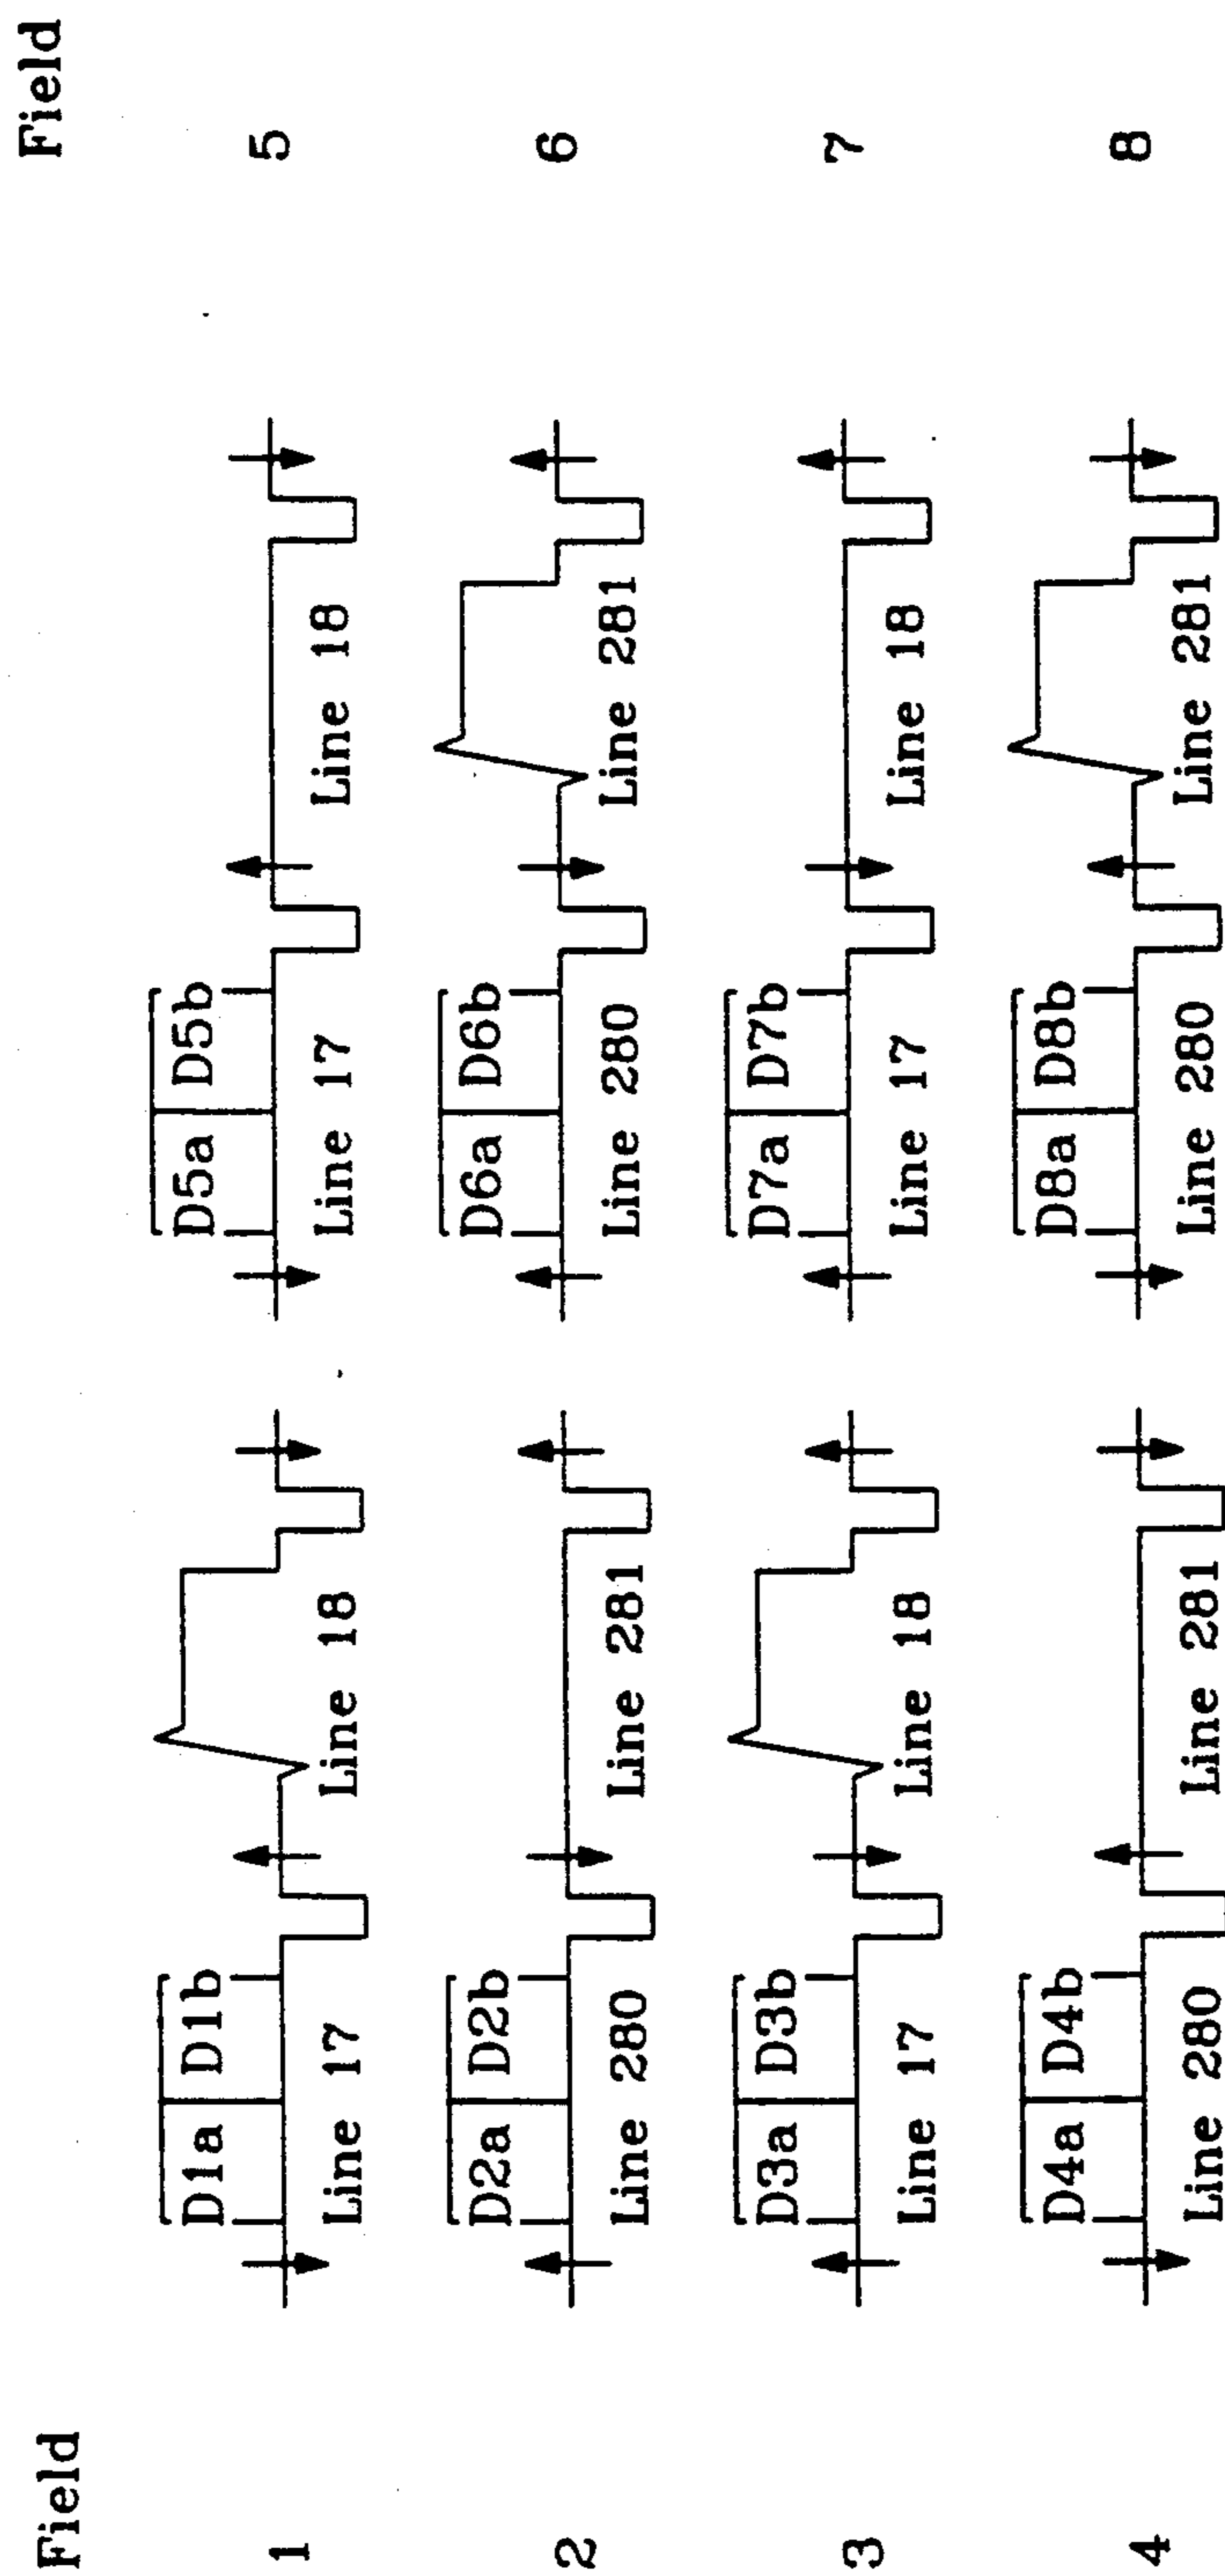 Field
1
D1a D1b
Line 17
Line 18
2
D2a D2b
Line 280
Line 281
3
D3a D3b
Line 17
Line 18
4
D4a D4b
Line 280
Line 281
Field
5
D5a D5b
Line 17
Line 18
6
D6a D6b
Line 280
Line 281
7
D7a D7b
Line 17
Line 18
8
D8a D8b
Line 280
Line 281